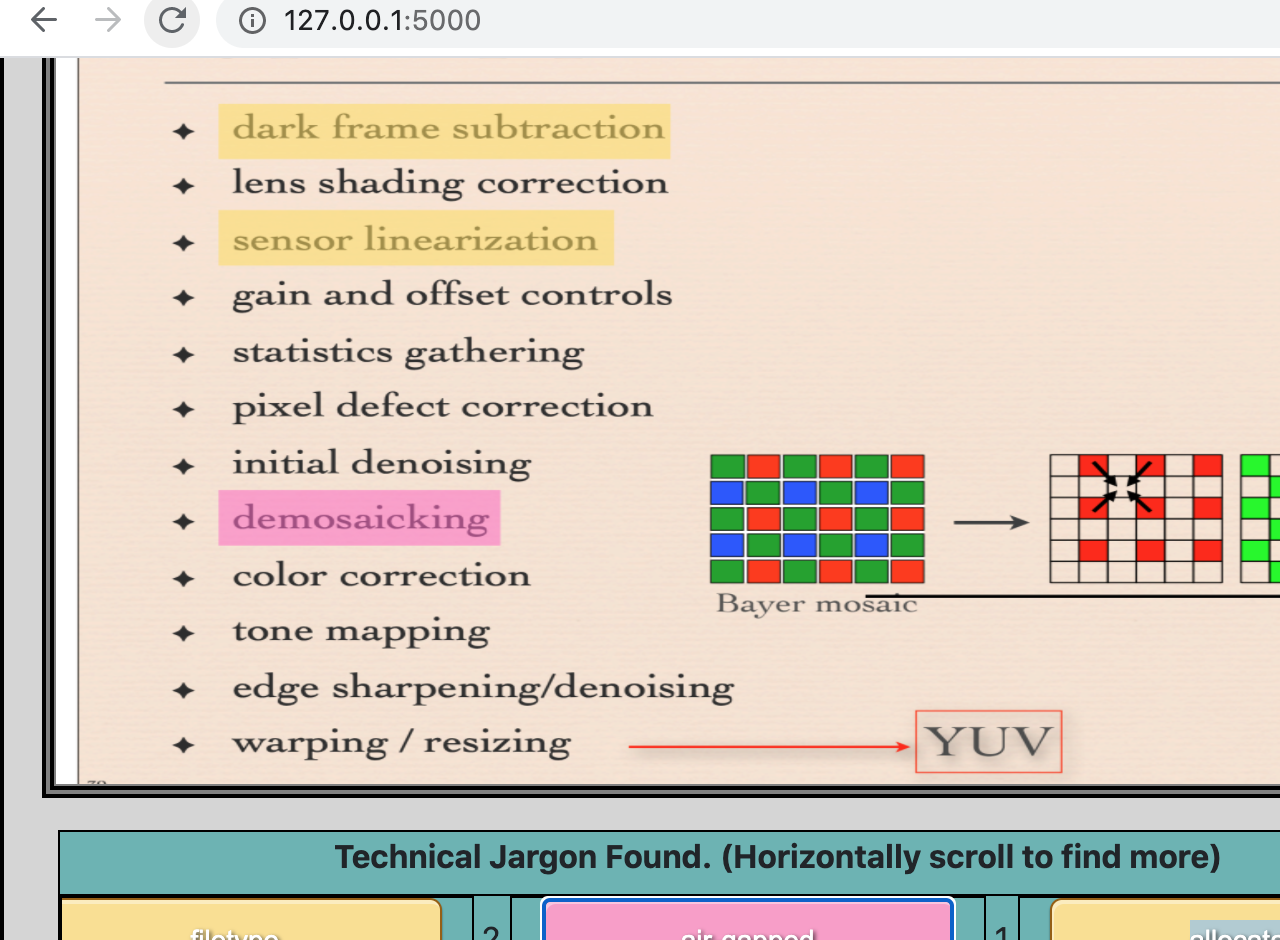 127.0.0.1:5000
dark frame subtraction
lens shading correction
sensor linearization
gain and offset controls
statistics gathering
pixel defect correction
initial denoising
demosaicking
color correction
Bayer mosaic
tone mapping
edge sharpening/denoising
warping / resizing
YUV
Technical Jargon Found. (Horizontally scroll to find more)
filetype
2
air-gapped
1